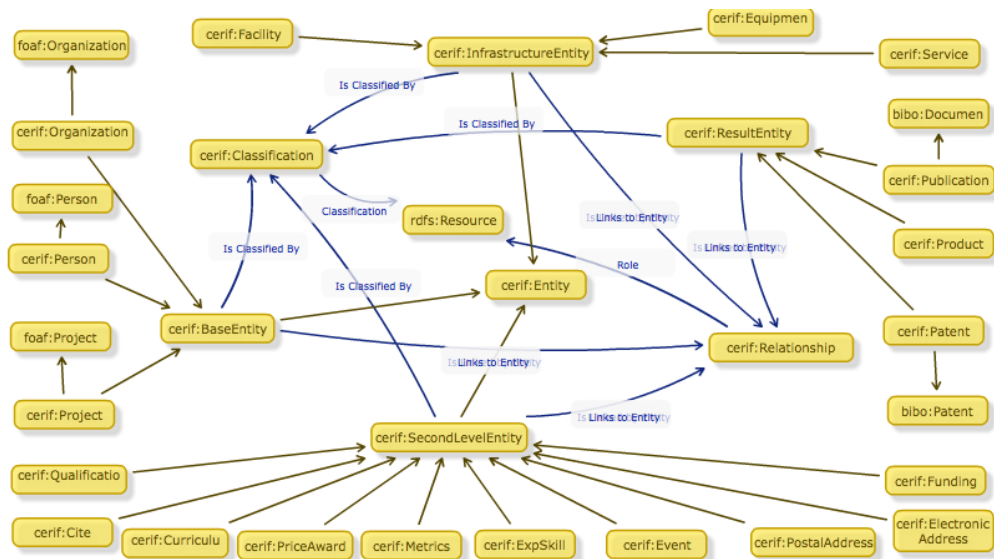 cerif:Equipmen
foaf:Organization
cerif:Facility
cerif:InfrastructureEntity
cerif:Service
Is Classified By
bibo:Documen
cerif:Organization
Is Classified By
cerif:ResultEntity
cerif:Classification
cerif:Publication
foaf:Person
Classification
rdfs:Resource
Links to Entity
cerif:Product
Is Classified By
Links to Entity
cerif:Person
Role
cerif:Entity
Is Classified By
cerif:BaseEntity
cerif:Patent
foaf:Project
cerif:Relationship
Links to Entity
cerif:Project
bibo:Patent
Links to Entity
cerif:SecondLevelEntity
cerif:Qualificatio
cerif:Funding
cerif:Cite
cerif:Curriculu
cerif:PriceAward
cerif:Metrics
cerif:ExpSkill
cerif:Event
cerif:PostalAddress
cerif:Electronic
Address